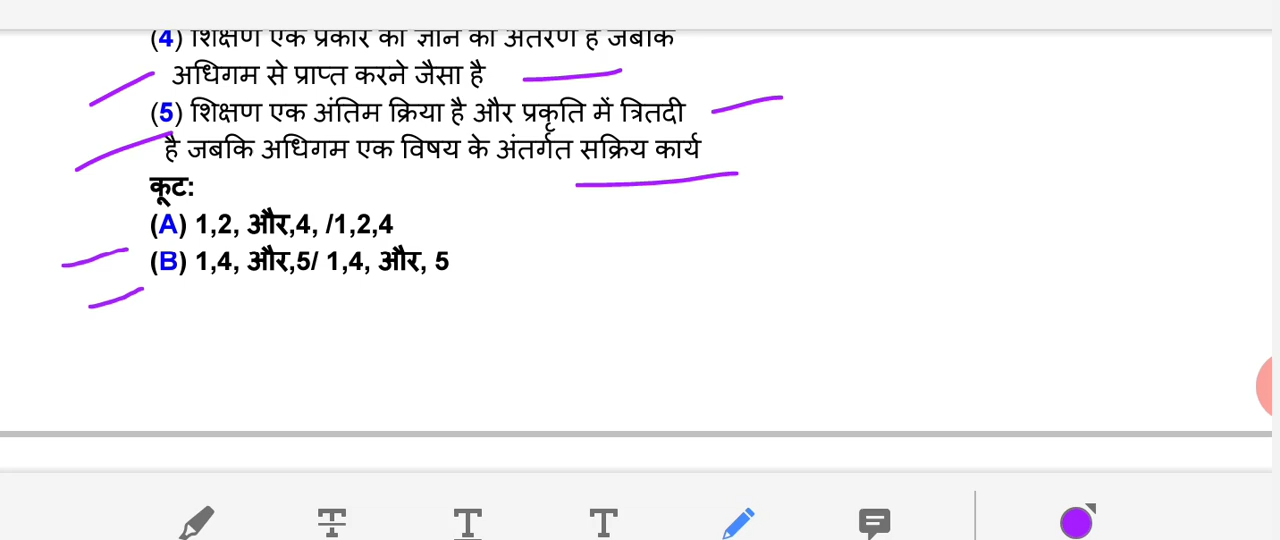 (4) शिक्षण एक प्रकार का ज्ञान का अंतरण है जबकि
अधिगम से प्राप्त करने जैसा है
(5) शिक्षण एक अंतिम क्रिया है और प्रकृति में त्रितदी
है जबकि अधिगम एक विषय के अंतर्गत सक्रिय कार्य
कूट:
(A) 1,2, और,4, /1,2,4
(B) 1,4, और,5/ 1,4, और, 5